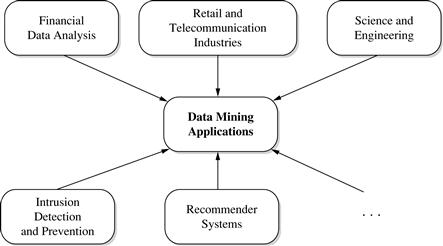 Financial
Data Analysis
Retail and
Telecommunication
Industries
Science and
Engineering
Data Mining
Applications
Intrusion
Detection
and Prevention
Recommender
Systems
. . .